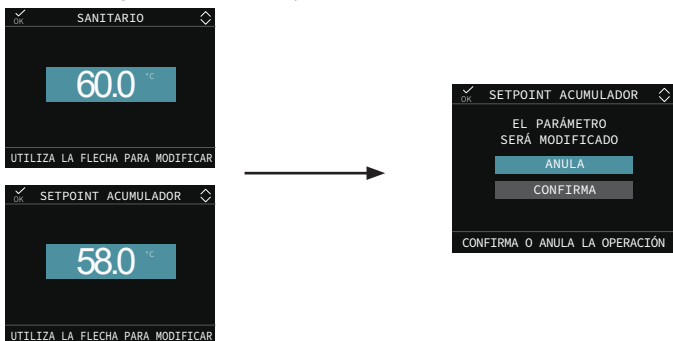 OK SANITARIO
60.0 °C
UTILIZA LA FLECHA PARA MODIFICAR
OK SETPOINT ACUMULADOR
58.0 °C
UTILIZA LA FLECHA PARA MODIFICAR
OK SETPOINT ACUMULADOR
EL PARÁMETRO
SERÁ MODIFICADO
ANULA
CONFIRMA
CONFIRMA O ANULA LA OPERACIÓN